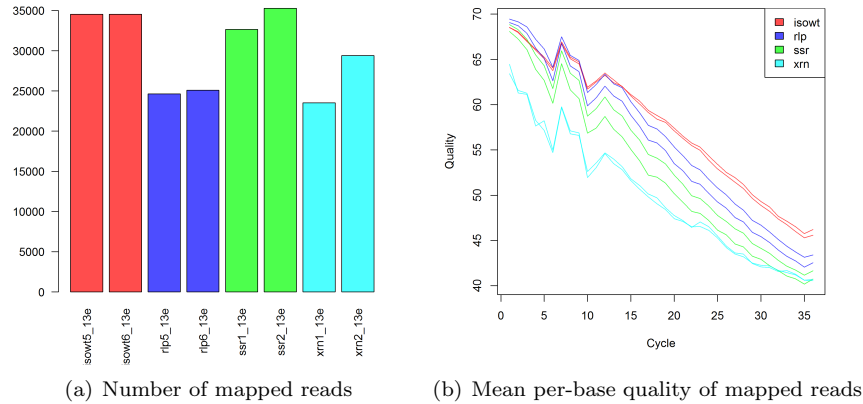 35000
30000
25000
20000
15000
10000
5000
0
isowt5_13e
isowt6_13e
rlp5_13e
rlp6_13e
ssr1_13e
ssr2_13e
xrn1_13e
xrn2_13e
(a) Number of mapped reads
70
65
60
55
50
45
40
Quality
isowt
rlp
ssr
xrn
0 5 10 15 20 25 30 35
Cycle
(b) Mean per-base quality of mapped reads